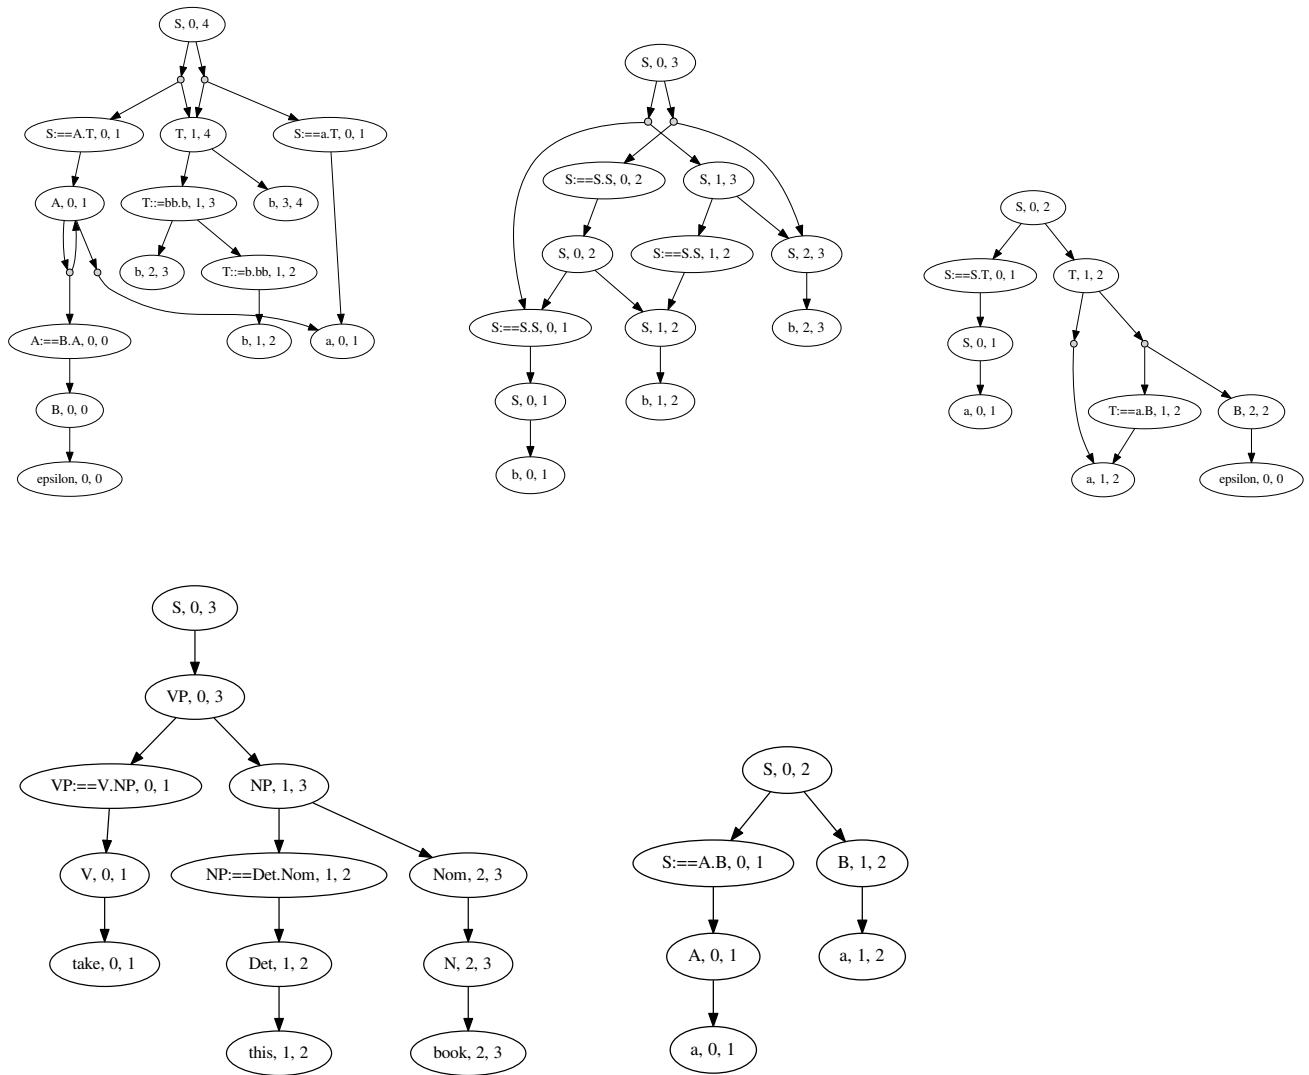 S, 0, 4
S:==A.T, 0, 1
T, 1, 4
S:==a.T, 0, 1
A, 0, 1
T::=bb.b, 1, 3
b, 3, 4
b, 2, 3
T::=b.bb, 1, 2
A:==B.A, 0, 0
b, 1, 2
a, 0, 1
B, 0, 0
epsilon, 0, 0
S, 0, 3
S:==S.S, 0, 2
S, 1, 3
S, 0, 2
S:==S.S, 1, 2
S, 2, 3
S:==S.S, 0, 1
S, 1, 2
b, 2, 3
S, 0, 1
b, 1, 2
b, 0, 1
S, 0, 2
S:==S.T, 0, 1
T, 1, 2
S, 0, 1
a, 0, 1
T:==a.B, 1, 2
B, 2, 2
a, 1, 2
epsilon, 0, 0
S, 0, 3
VP, 0, 3
VP:==V.NP, 0, 1
NP, 1, 3
V, 0, 1
NP:==Det.Nom, 1, 2
Nom, 2, 3
take, 0, 1
Det, 1, 2
N, 2, 3
this, 1, 2
book, 2, 3
S, 0, 2
S:==A.B, 0, 1
B, 1, 2
A, 0, 1
a, 1, 2
a, 0, 1